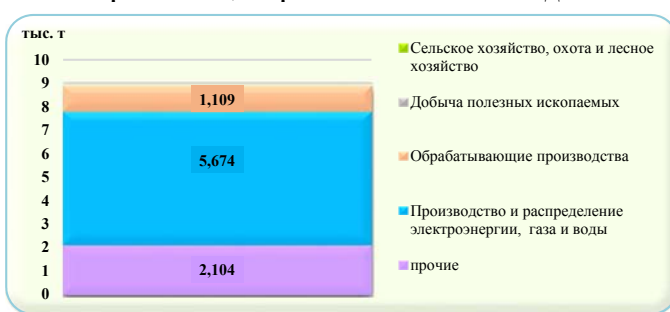 тыс. т
10
9
8
7
6
5
4
3
2
1
0
1,109
5,674
2,104
Сельское хозяйство, охота и лесное
хозяйство
Добыча полезных ископаемых
Обрабатывающие производства
Производство и распределение
электроэнергии, газа и воды
прочие